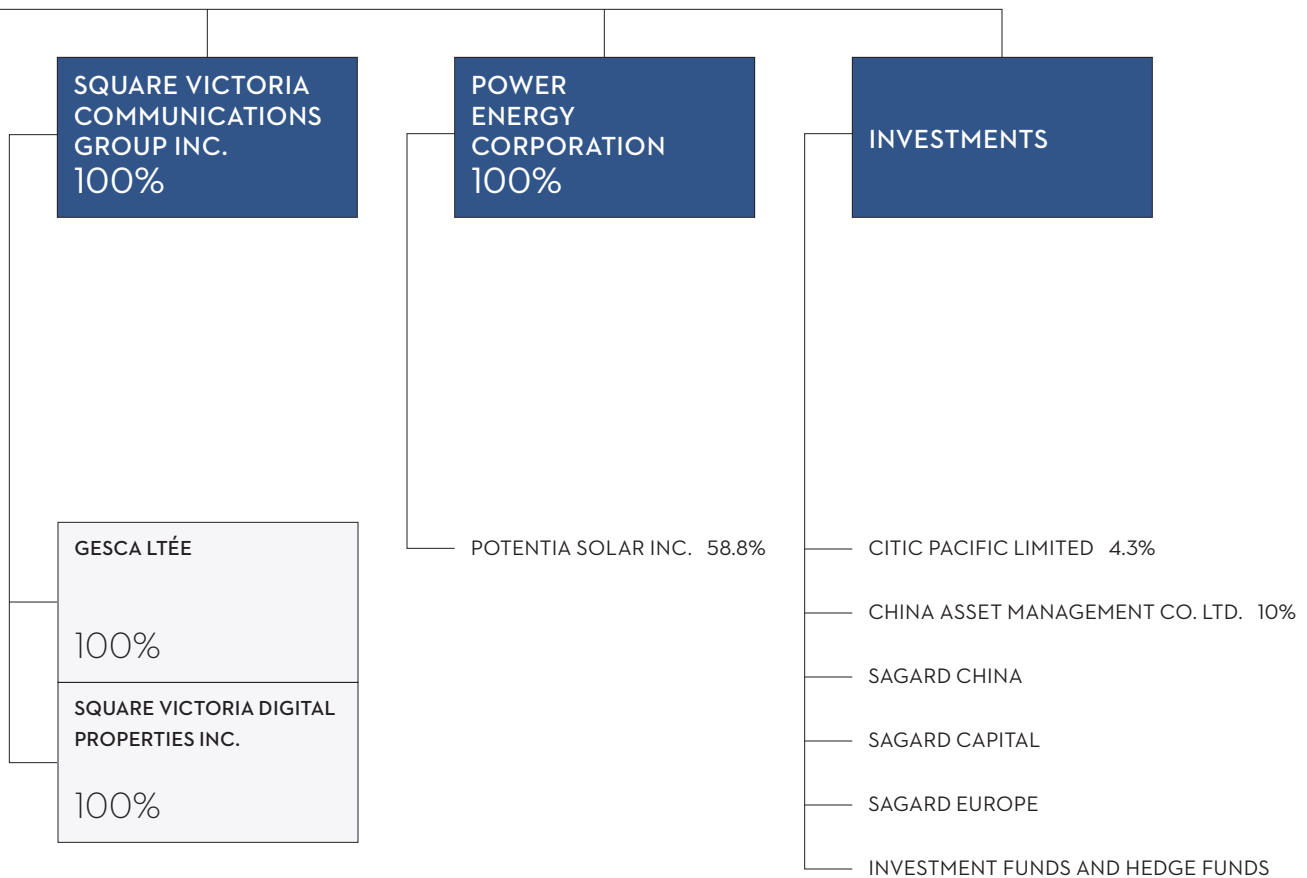 SQUARE VICTORIA
COMMUNICATIONS
GROUP INC.
100%
POWER
ENERGY
CORPORATION
100%
INVESTMENTS
GESCA LTÉE
100%
SQUARE VICTORIA DIGITAL
PROPERTIES INC.
100%
POTENTIA SOLAR INC. 58.8%
CITIC PACIFIC LIMITED 4.3%
CHINA ASSET MANAGEMENT CO. LTD. 10%
SAGARD CHINA
SAGARD CAPITAL
SAGARD EUROPE
INVESTMENT FUNDS AND HEDGE FUNDS